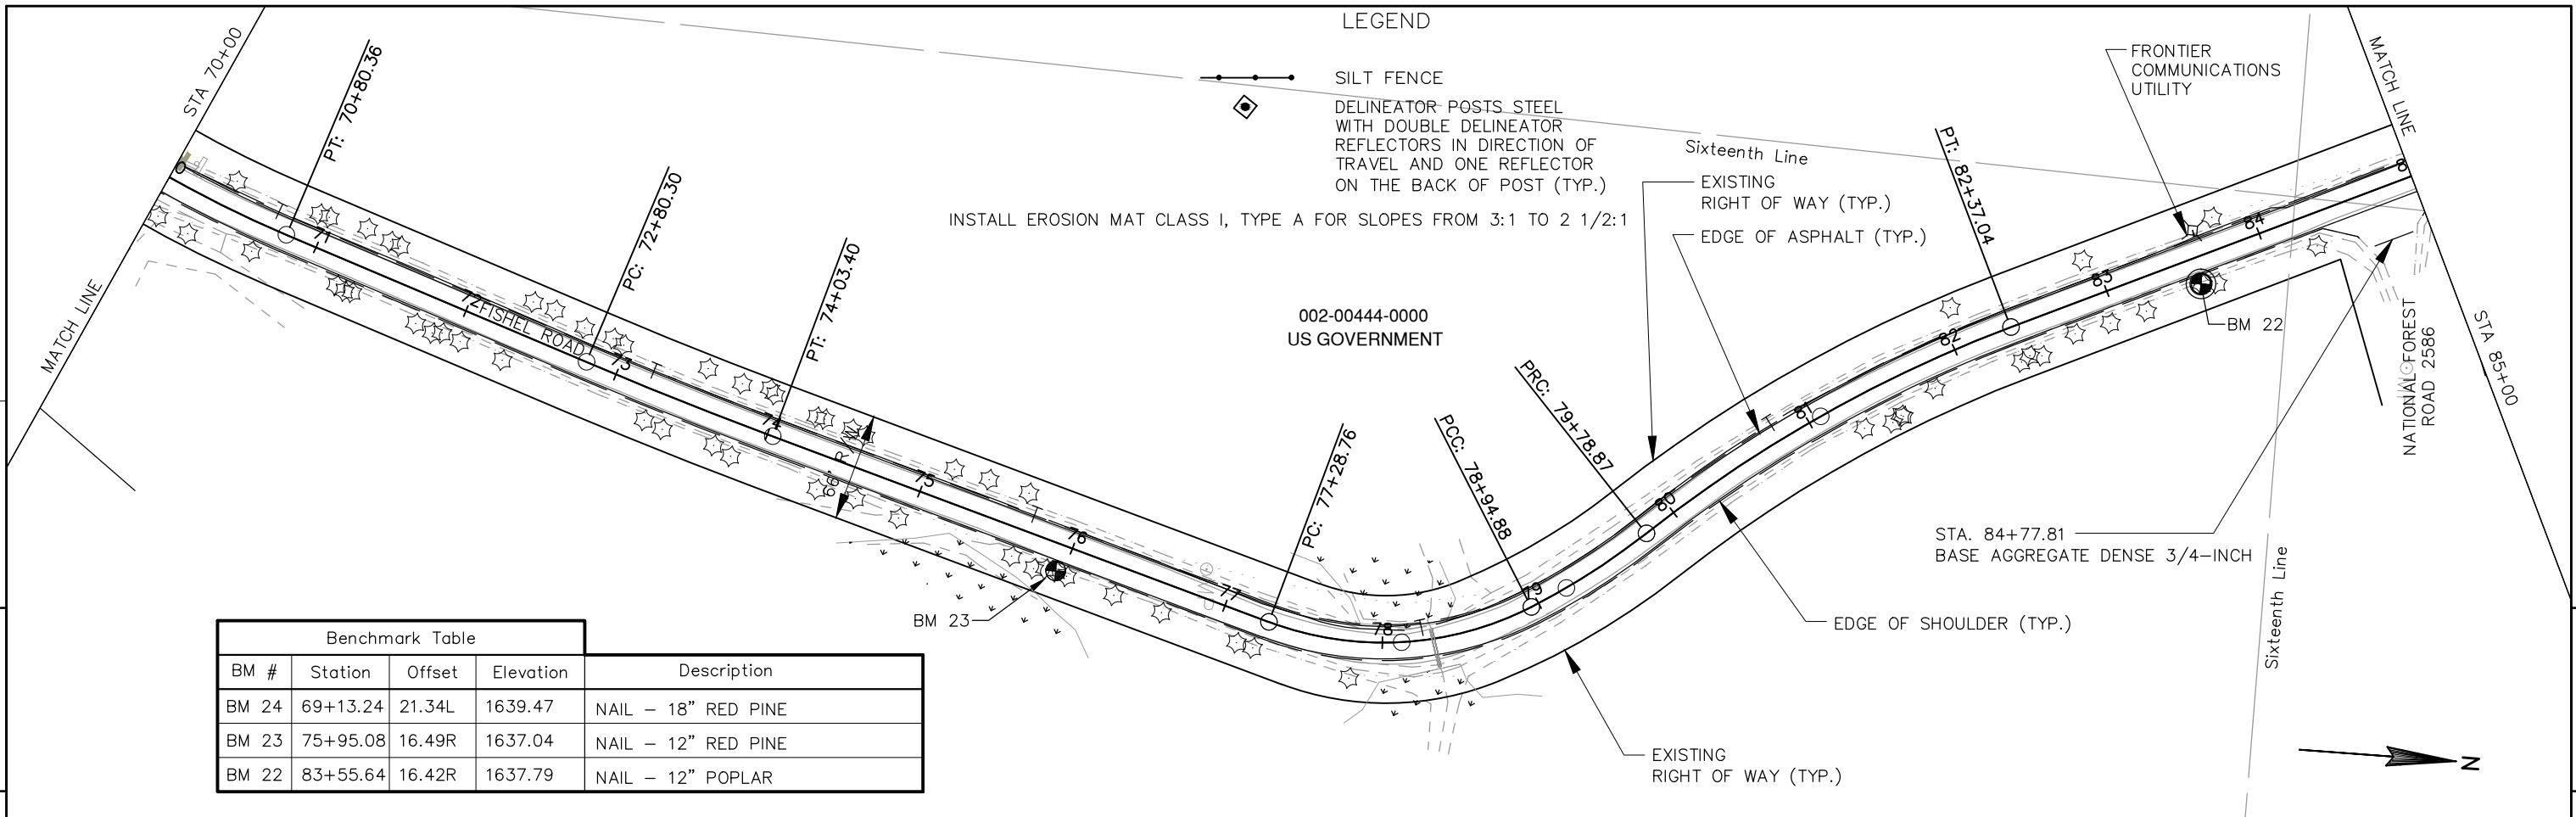 LEGEND
SILT FENCE
DELINEATOR POSTS STEEL
WITH DOUBLE DELINEATOR
REFLECTORS IN DIRECTION OF
TRAVEL AND ONE REFLECTOR
ON THE BACK OF POST (TYP.)
INSTALL EROSION MAT CLASS I, TYPE A FOR SLOPES FROM 3:1 TO 2 1/2:1
002-00444-0000
US GOVERNMENT
STA 70+00
MATCH LINE
PT: 70+80.36
PC: 72+80.30
PT: 74+03.40
PC: 77+28.76
PCC: 78+94.88
PRC: 79+78.87
PT: 82+37.04
0
71
72
FISHEL ROAD
73
74
75
76
77
78
79
80
81
82
83
84
8
66' R/W
Sixteenth Line
EXISTING
RIGHT OF WAY (TYP.)
EDGE OF ASPHALT (TYP.)
FRONTIER
COMMUNICATIONS
UTILITY
MATCH LINE
STA 85+00
BM 22
NATIONAL FOREST
ROAD 2586
STA. 84+77.81
BASE AGGREGATE DENSE 3/4-INCH
Sixteenth Line
EDGE OF SHOULDER (TYP.)
EXISTING
RIGHT OF WAY (TYP.)
BM 23
N
Benchmark Table
BM # Station Offset Elevation Description
BM 24 69+13.24 21.34L 1639.47 NAIL – 18” RED PINE
BM 23 75+95.08 16.49R 1637.04 NAIL – 12” RED PINE
BM 22 83+55.64 16.42R 1637.79 NAIL – 12” POPLAR